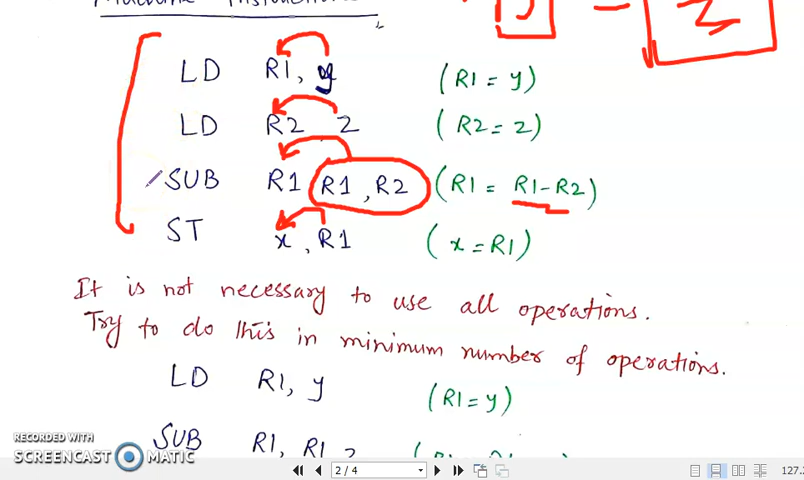 LD R1, y (R1 = y)
LD R2 z (R2 = z)
SUB R1 R1, R2 (R1 = R1-R2)
ST x, R1 (x = R1)
It is not necessary to use all operations.
Try to do this in minimum number of operations.
LD R1, y (R1 = y)
SUB R1, R1
RECORDED WITH
SCREENCAST MATIC
2 / 4
127.